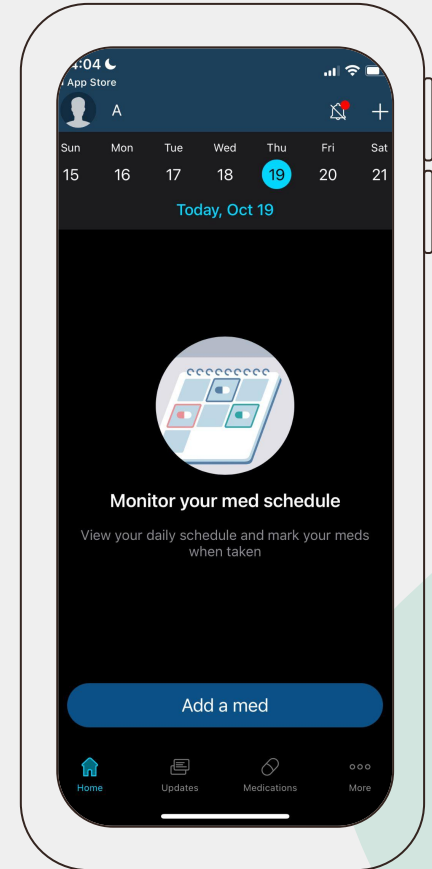 4:04
App Store
A
Sun Mon Tue Wed Thu Fri Sat
15 16 17 18 19 20 21
Today, Oct 19
Monitor your med schedule
View your daily schedule and mark your meds
when taken
Add a med
Home Updates Medications More